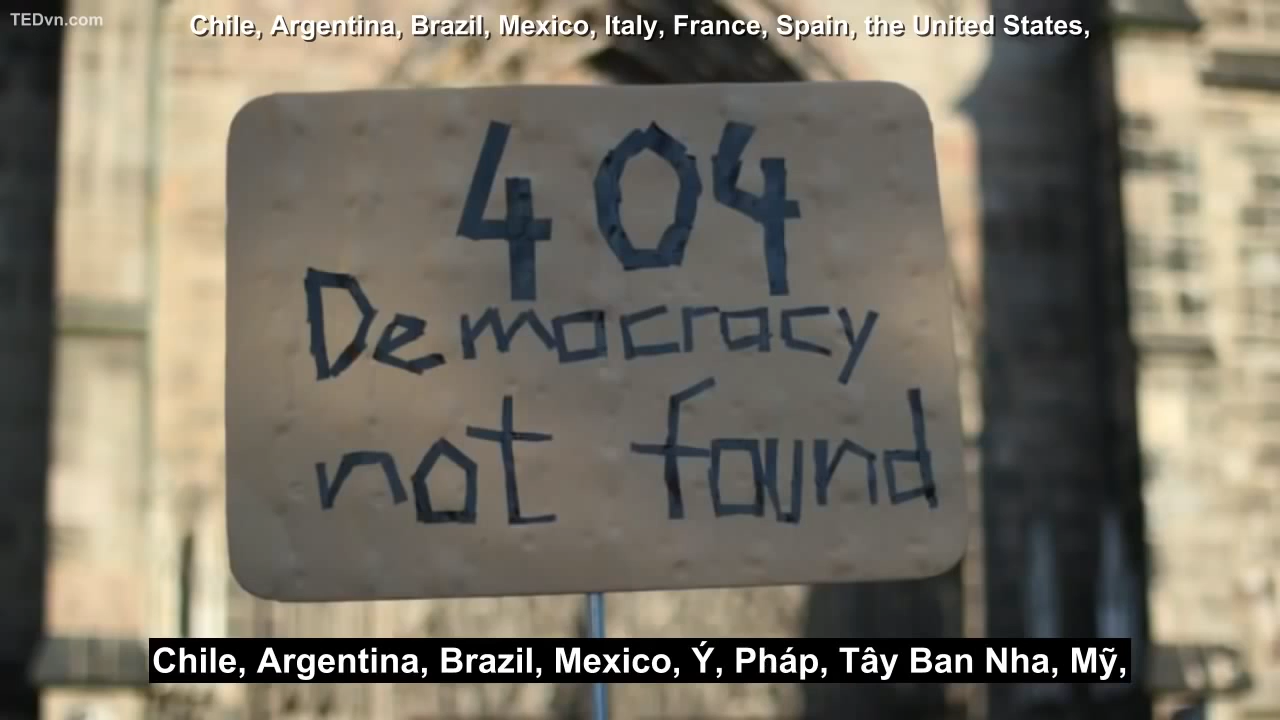 TEDvn.com
Chile, Argentina, Brazil, Mexico, Italy, France, Spain, the United States,
404
Democracy
not found
Chile, Argentina, Brazil, Mexico, Ý, Pháp, Tây Ban Nha, Mỹ,